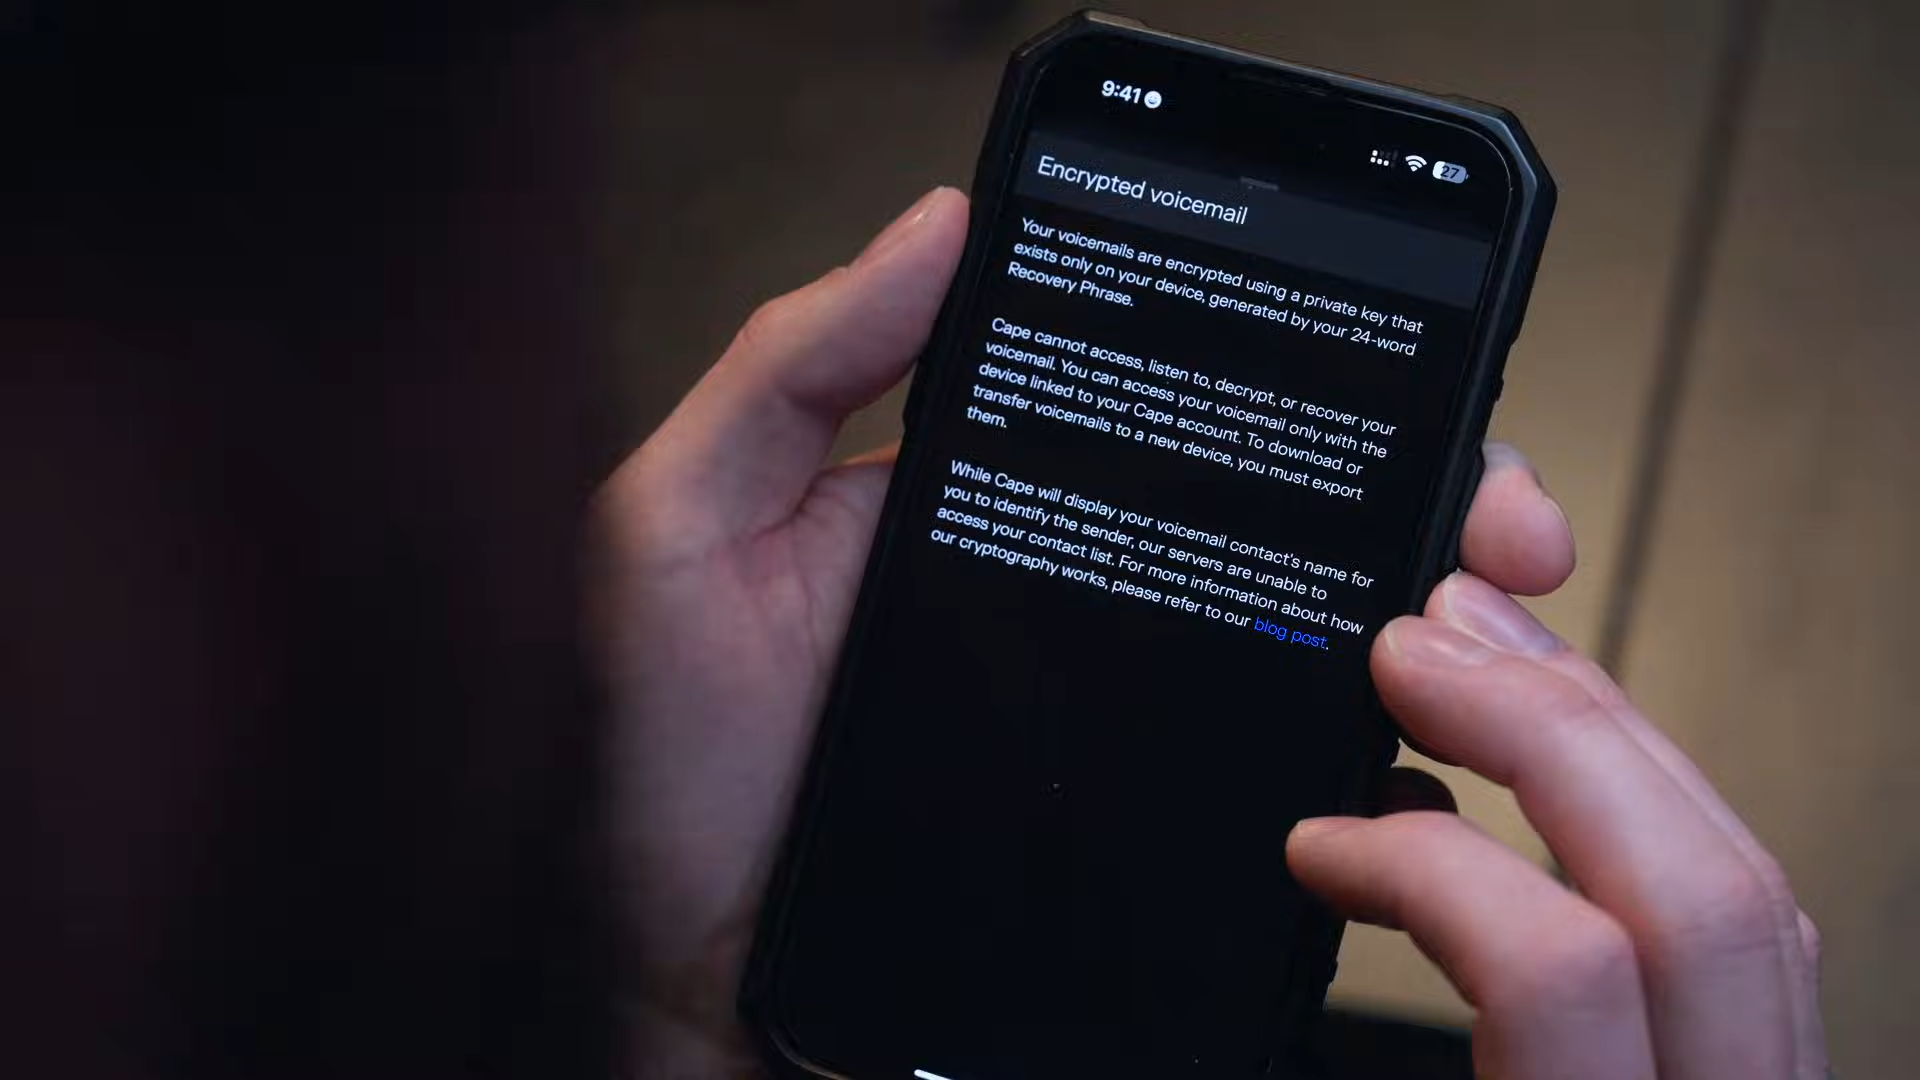 9:41
27
Encrypted voicemail
Your voicemails are encrypted using a private key that
exists only on your device, generated by your 24-word
Recovery Phrase.
Cape cannot access, listen to, decrypt, or recover your
voicemail. You can access your voicemail only with the
device linked to your Cape account. To download or
transfer voicemails to a new device, you must export
them.
While Cape will display your voicemail contact's name for
you to identify the sender, our servers are unable to
access your contact list. For more information about how
our cryptography works, please refer to our blog post.